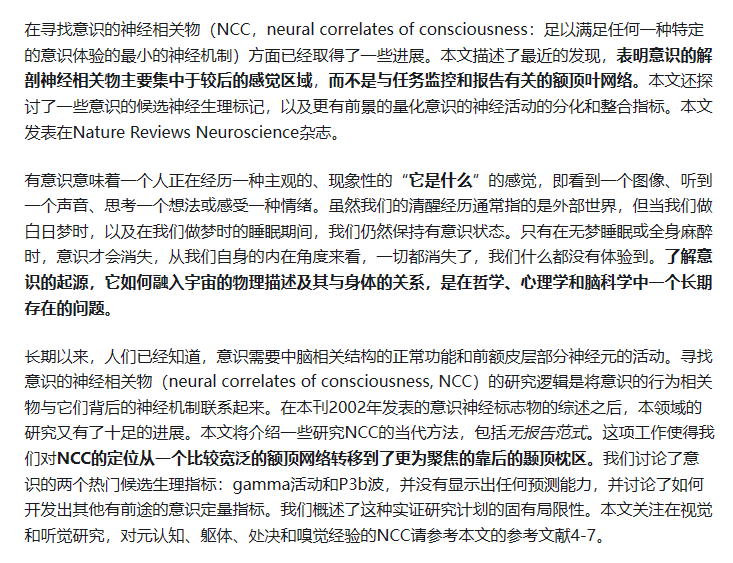 在寻找意识的神经相关物（NCC，neural correlates of consciousness：足以满足任何一种特定
的意识体验的最小的神经机制）方面已经取得了一些进展。本文描述了最近的发现，表明意识的解
剖神经相关物主要集中于较后的感觉区域，而不是与任务监控和报告有关的额顶叶网络。本文还探
讨了一些意识的候选神经生理标记，以及更有前景的量化意识的神经活动的分化和整合指标。本文
发表在Nature Reviews Neuroscience杂志。
有意识意味着一个人正在经历一种主观的、现象性的“它是什么”的感觉，即看到一个图像、听到
一个声音、思考一个想法或感受一种情绪。虽然我们的清醒经历通常指的是外部世界，但当我们做
白日梦时，以及在我们做梦时的睡眠期间，我们仍然保持有意识状态。只有在无梦睡眠或全身麻醉
时，意识才会消失，从我们自身的内在角度来看，一切都消失了，我们什么都没有体验到。了解意
识的起源，它如何融入宇宙的物理描述及其与身体的关系，是在哲学、心理学和脑科学中一个长期
存在的问题。
长期以来，人们已经知道，意识需要中脑相关结构的正常功能和前额皮层部分神经元的活动。寻找
意识的神经相关物（neural correlates of consciousness, NCC）的研究逻辑是将意识的行为相关
物与它们背后的神经机制联系起来。在本刊2002年发表的意识神经标志物的综述之后，本领域的
研究又有了十足的进展。本文将介绍一些研究NCC的当代方法，包括无报告范式。这项工作使得我
们对NCC的定位从一个比较宽泛的额顶网络转移到了更为聚焦的靠后的颞顶枕区。我们讨论了意
识的两个热门候选生理指标：gamma活动和P3b波，并没有显示出任何预测能力，并讨论了如何
开发出其他有前途的意识定量指标。我们概述了这种实证研究计划的固有局限性。本文关注在视觉
和听觉研究，对元认知、躯体、处决和嗅觉经验的NCC请参考本文的参考文献4-7。